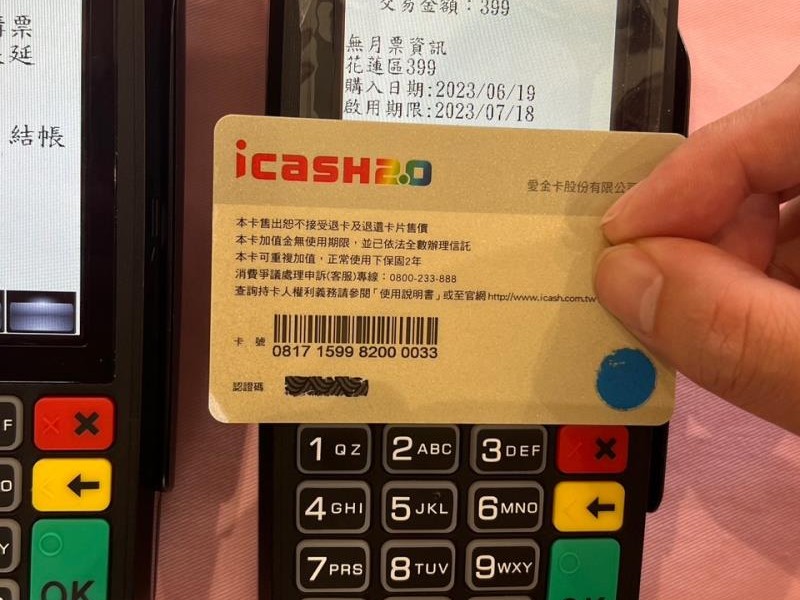 購票
延
結帳
交易金額：399
無月票資訊
花蓮區399
購入日期:2023/06/19
啟用期限:2023/07/18
icash2.0
愛金卡股份有限公
本卡售出恕不接受退卡及退還卡片售價
本卡加值金無使用期限，並已依法全數辦理信託
本卡可重複加值，正常使用下保固2年
消費爭議處理申訴(客服)專線：0800-233-888
查詢持卡人權利義務請參閱「使用說明書」或至官網http://www.icash.com.tw
卡號 0817 1599 8200 0033
認證碼
F
O
Y
OK
1 QZ 2 ABC 3 DEF
4 GHI 5 JKL 6 MNO
7 PRS 8 TUV 9 WXY